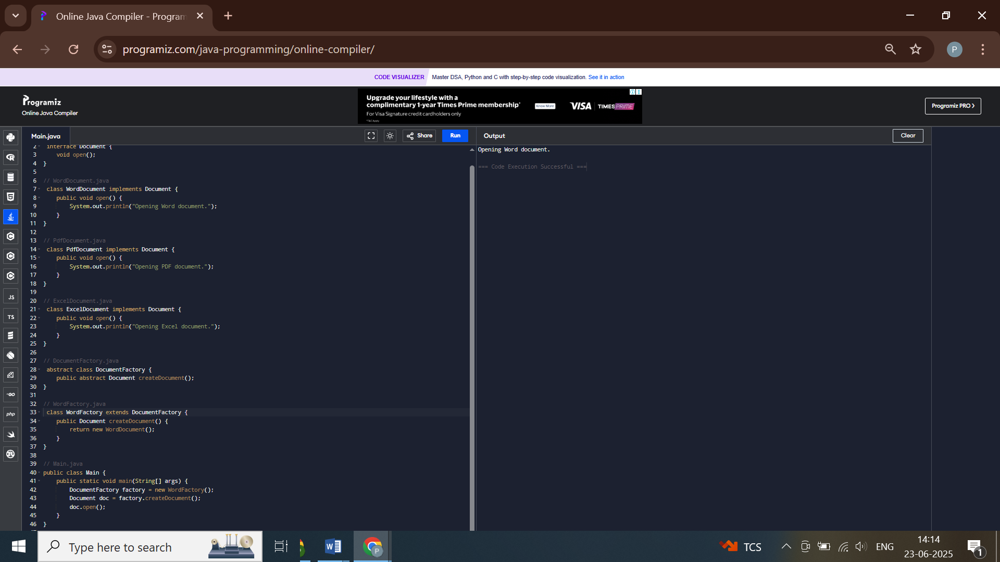 Online Java Compiler - Program
programiz.com/java-programming/online-compiler/
P
CODE VISUALIZER Master DSA, Python and C with step-by-step code visualization. See it in action
Programiz
Online Java Compiler
Upgrade your lifestyle with a
complimentary 1-year Times Prime membership*
For Visa Signature credit cardholders only
*T&C Apply
Know More
VISA TIMES PRIME
Programiz PRO >
Main.java
Share
Run
Output
Clear
2 interface Document {
3 void open();
4 }
5
6 // WordDocument.java
7 class WordDocument implements Document {
8 public void open() {
9 System.out.println("Opening Word document.");
10 }
11 }
12
13 // PdfDocument.java
14 class PdfDocument implements Document {
15 public void open() {
16 System.out.println("Opening PDF document.");
17 }
18 }
19
20 // ExcelDocument.java
21 class ExcelDocument implements Document {
22 public void open() {
23 System.out.println("Opening Excel document.");
24 }
25 }
26
27 // DocumentFactory.java
28 abstract class DocumentFactory {
29 public abstract Document createDocument();
30 }
31
32 // WordFactory.java
33 class WordFactory extends DocumentFactory {
34 public Document createDocument() {
35 return new WordDocument();
36 }
37 }
38
39 // Main.java
40 public class Main {
41 public static void main(String[] args) {
42 DocumentFactory factory = new WordFactory();
43 Document doc = factory.createDocument();
44 doc.open();
45 }
46 }
Opening Word document.
=== Code Execution Successful ===
JS
TS
GO
php
Type here to search
W
P
TCS
ENG
14:14
23-06-2025
1